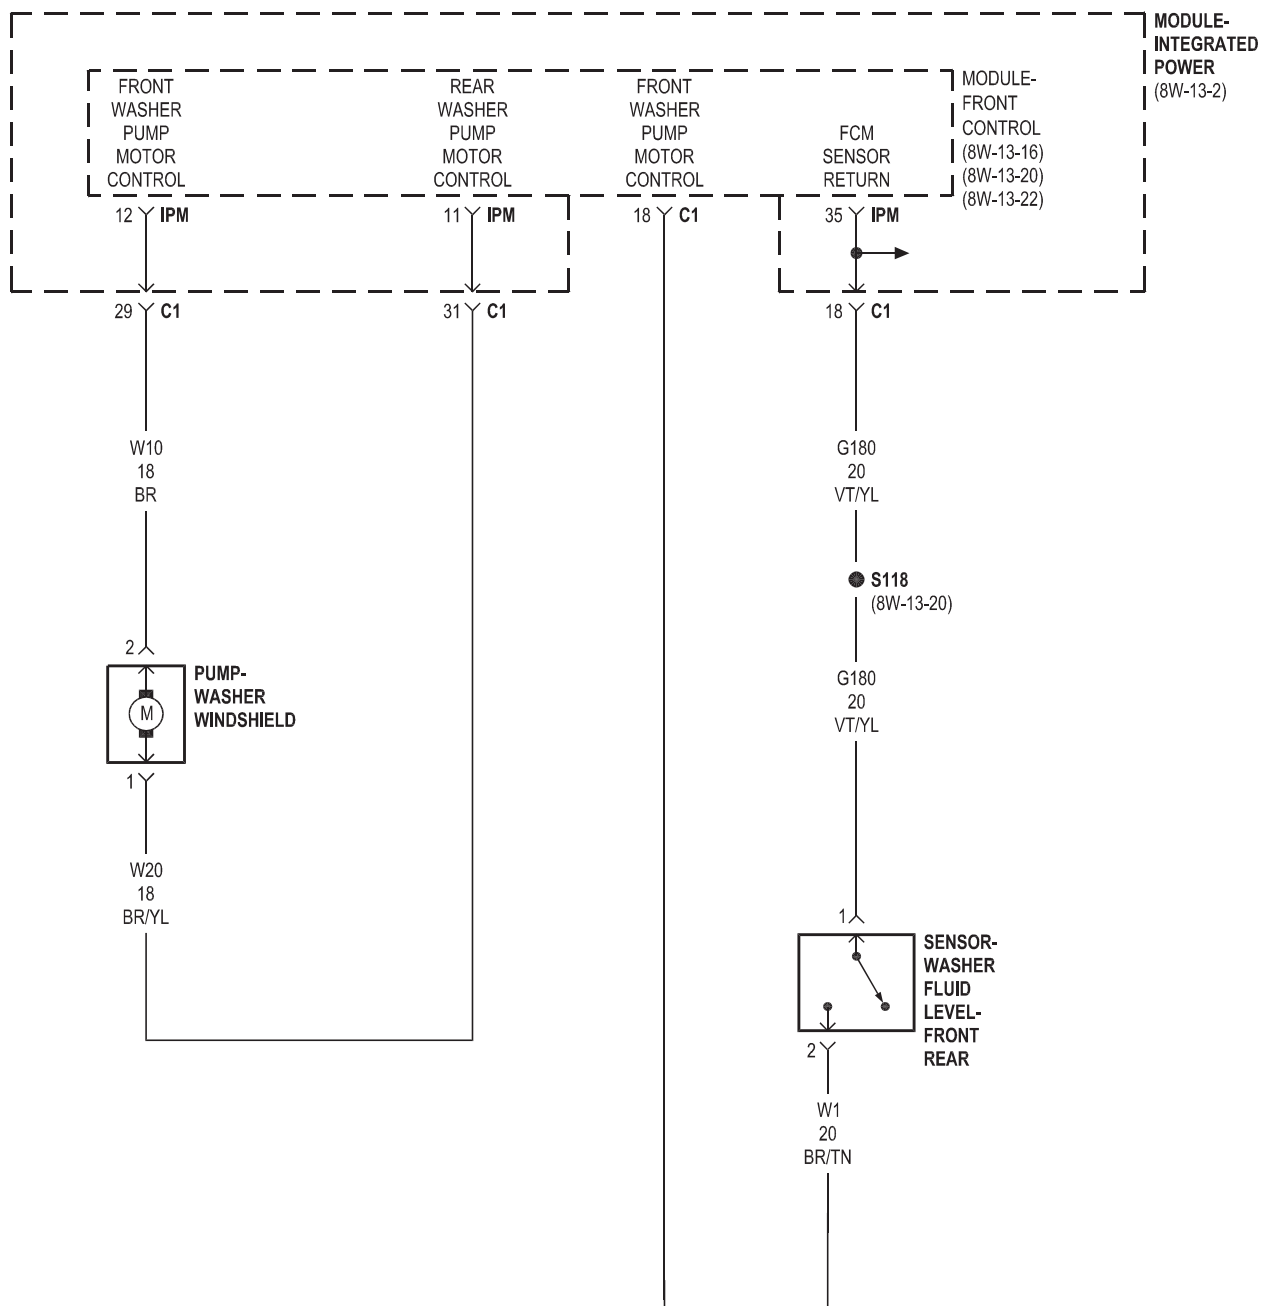 MODULE-
INTEGRATED
POWER
(8W-13-2)
FRONT
WASHER
PUMP
MOTOR
CONTROL
REAR
WASHER
PUMP
MOTOR
CONTROL
FRONT
WASHER
PUMP
MOTOR
CONTROL
FCM
SENSOR
RETURN
MODULE-
FRONT
CONTROL
(8W-13-16)
(8W-13-20)
(8W-13-22)
12 IPM
11 IPM
18 C1
35 IPM
29 C1
31 C1
18 C1
W10
18
BR
G180
20
VT/YL
S118
(8W-13-20)
2
PUMP-
WASHER
WINDSHIELD
M
1
G180
20
VT/YL
W20
18
BR/YL
1
SENSOR-
WASHER
FLUID
LEVEL-
FRONT
REAR
2
W1
20
BR/TN